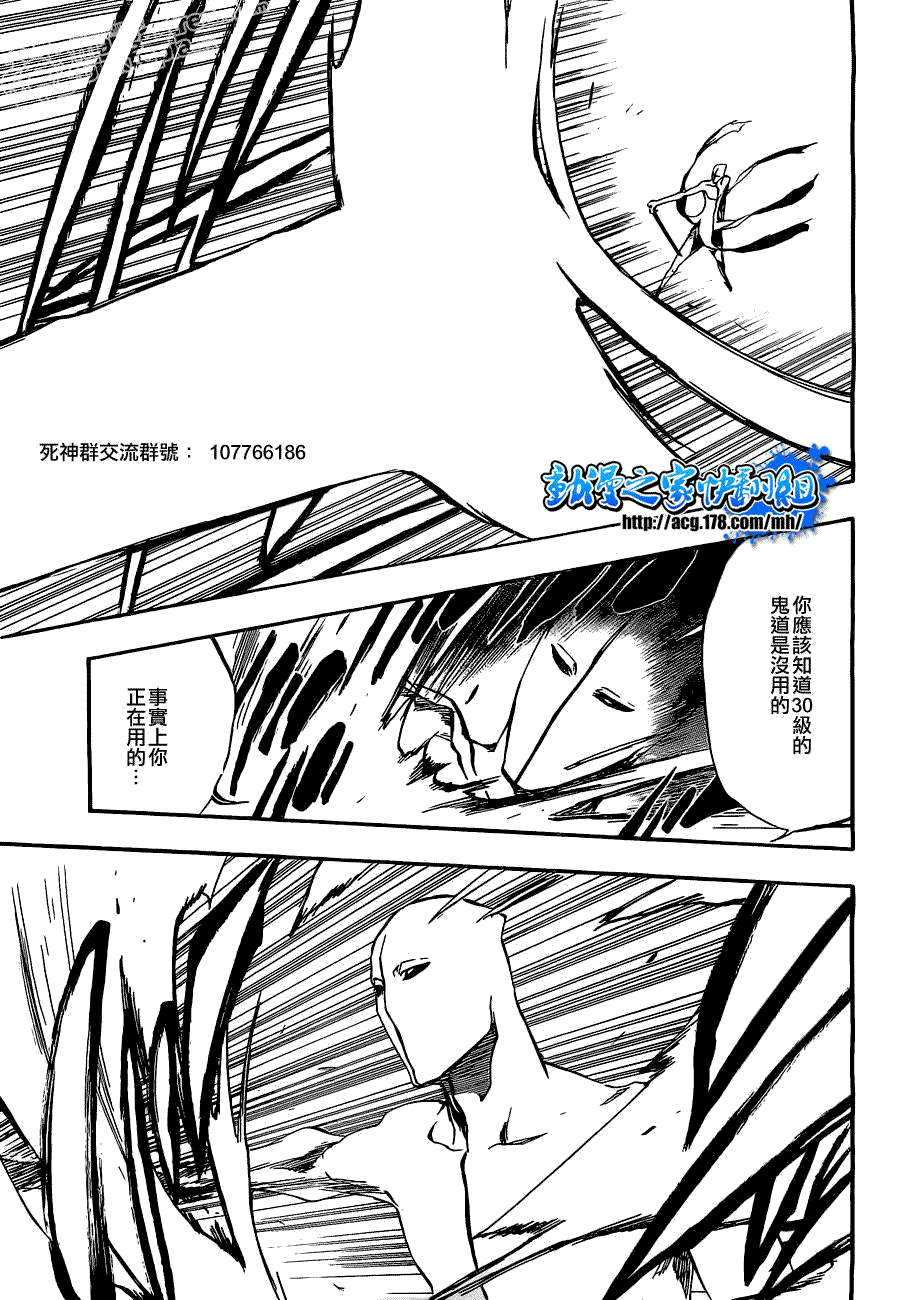 死神群交流群號： 107766186
動漫之家快翻組
http://acg.178.com/mh/
你應該知道30級的
鬼道是沒用的
事實上你
正在用的…